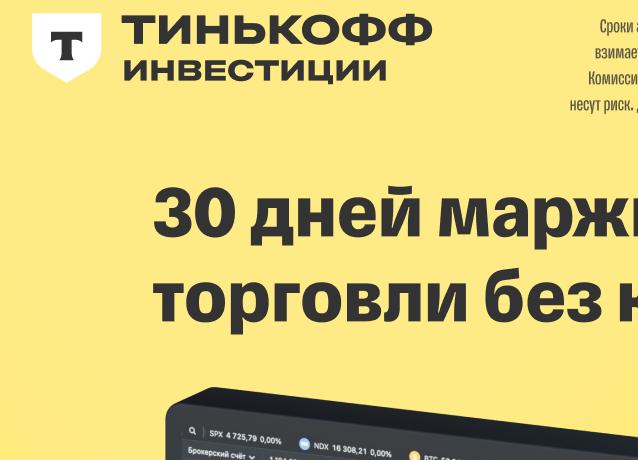 Т
ТИНЬКОФФ
ИНВЕСТИЦИИ
Сроки
взимае
Комисси
несут риск.
30 дней марж
торговли без
SPX 4 725,79 0,00% NDX 16 308,21 0,00% BTC
Брокерский счёт